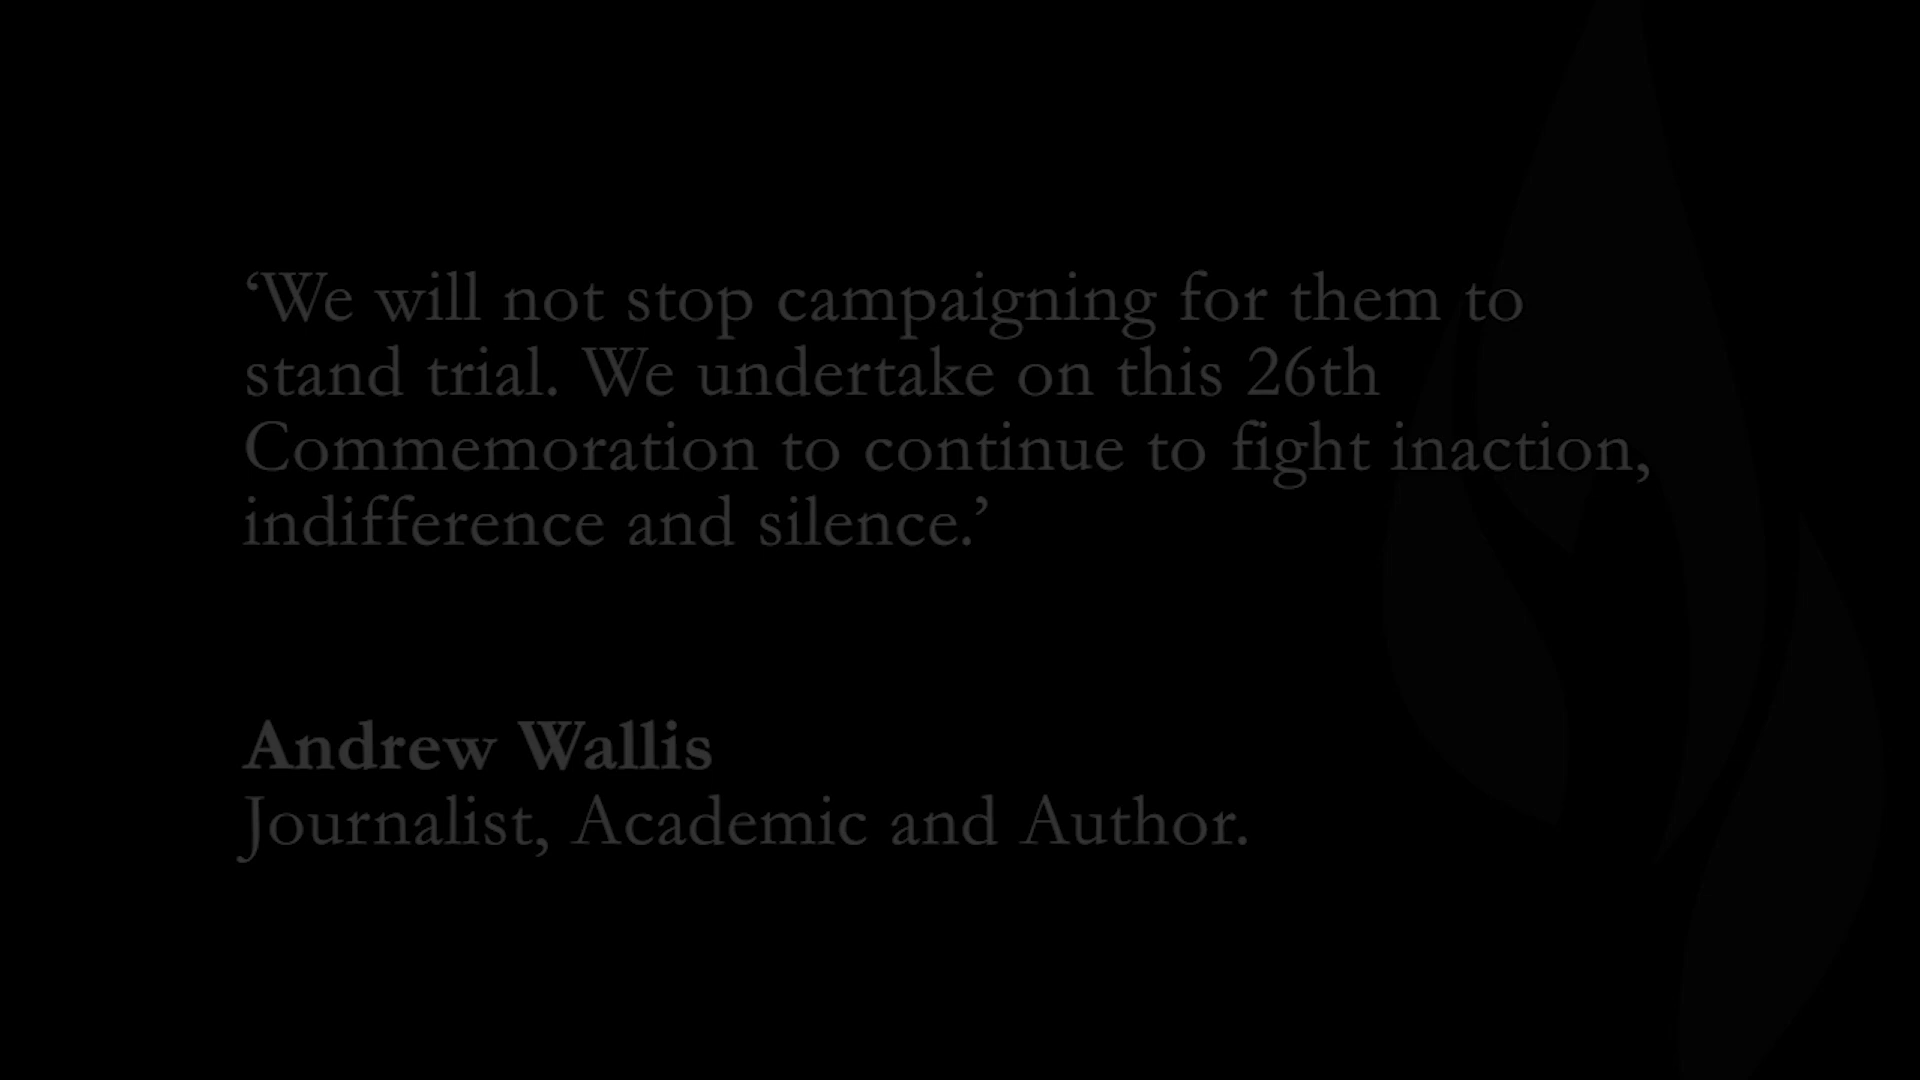 ‘We will not stop campaigning for them to
stand trial. We undertake on this 26th
Commemoration to continue to fight inaction,
indifference and silence.’
Andrew Wallis
Journalist, Academic and Author.